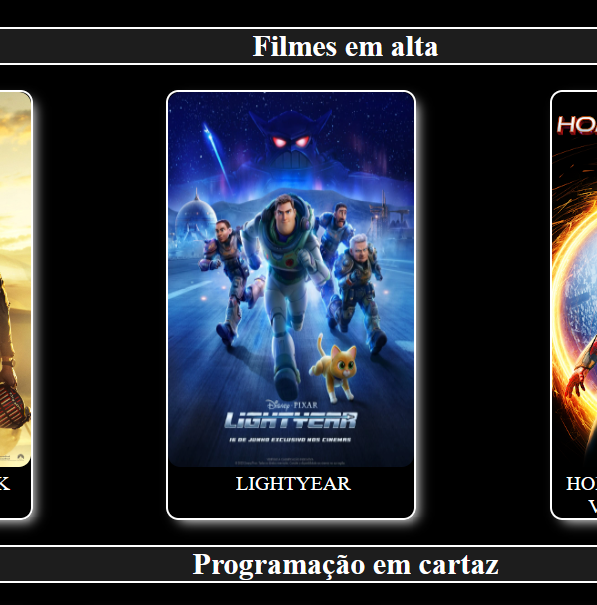 Filmes em alta
HO
Disney PIXAR
LIGHTYEAR
16 DE JUNHO EXCLUSIVO NOS CINEMAS
K
LIGHTYEAR
HO
V
Programação em cartaz